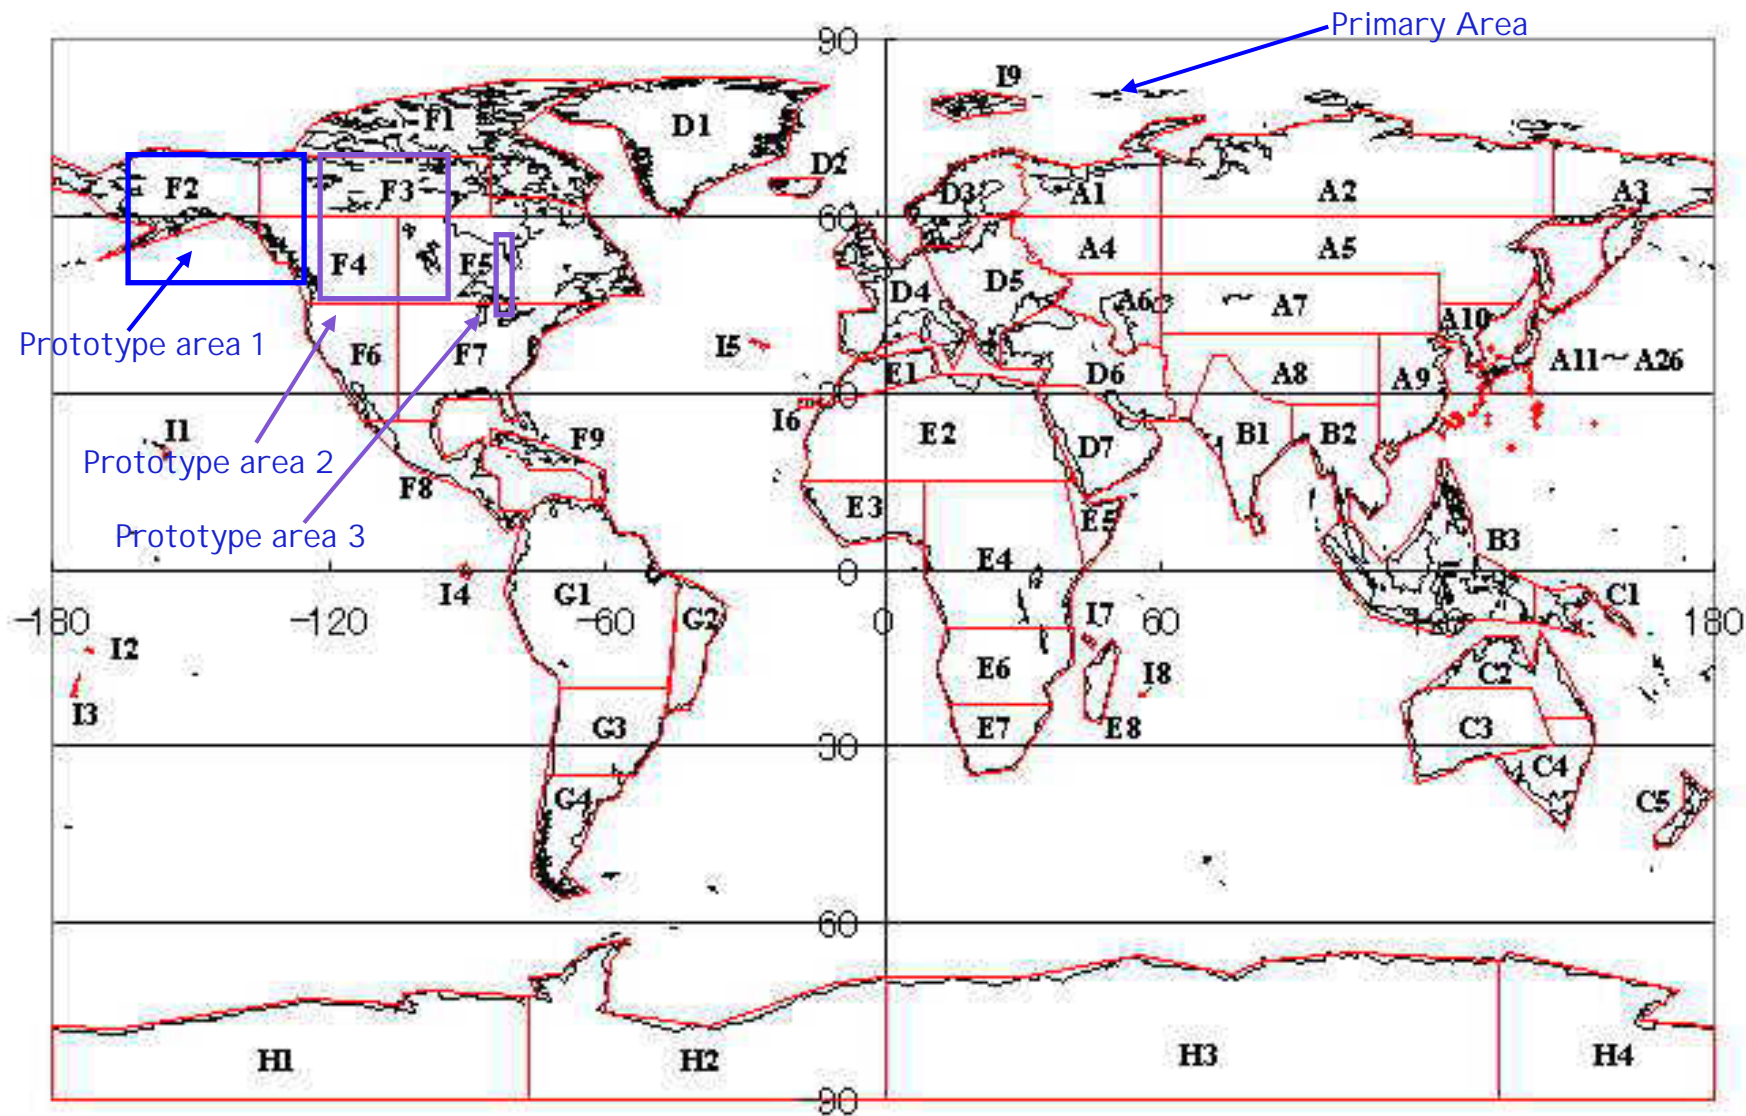 Primary Area
90
I9
F1
D1
D2
F2
F3
D3
A1
A2
A3
60
F4
F5
D4
D5
A4
A5
A6
A7
A10
Prototype area 1
F6
F7
I5
E1
D6
A8
A9
A11~A26
30
I1
I6
F9
E2
D7
B1
B2
Prototype area 2
F8
E3
E5
Prototype area 3
E4
B3
0
I4
G1
G2
I7
C1
-180
-120
-60
0
60
180
I2
E6
I8
C2
I3
G3
E7
E8
C3
-30
G4
C4
C5
-60
H1
H2
H3
H4
-90